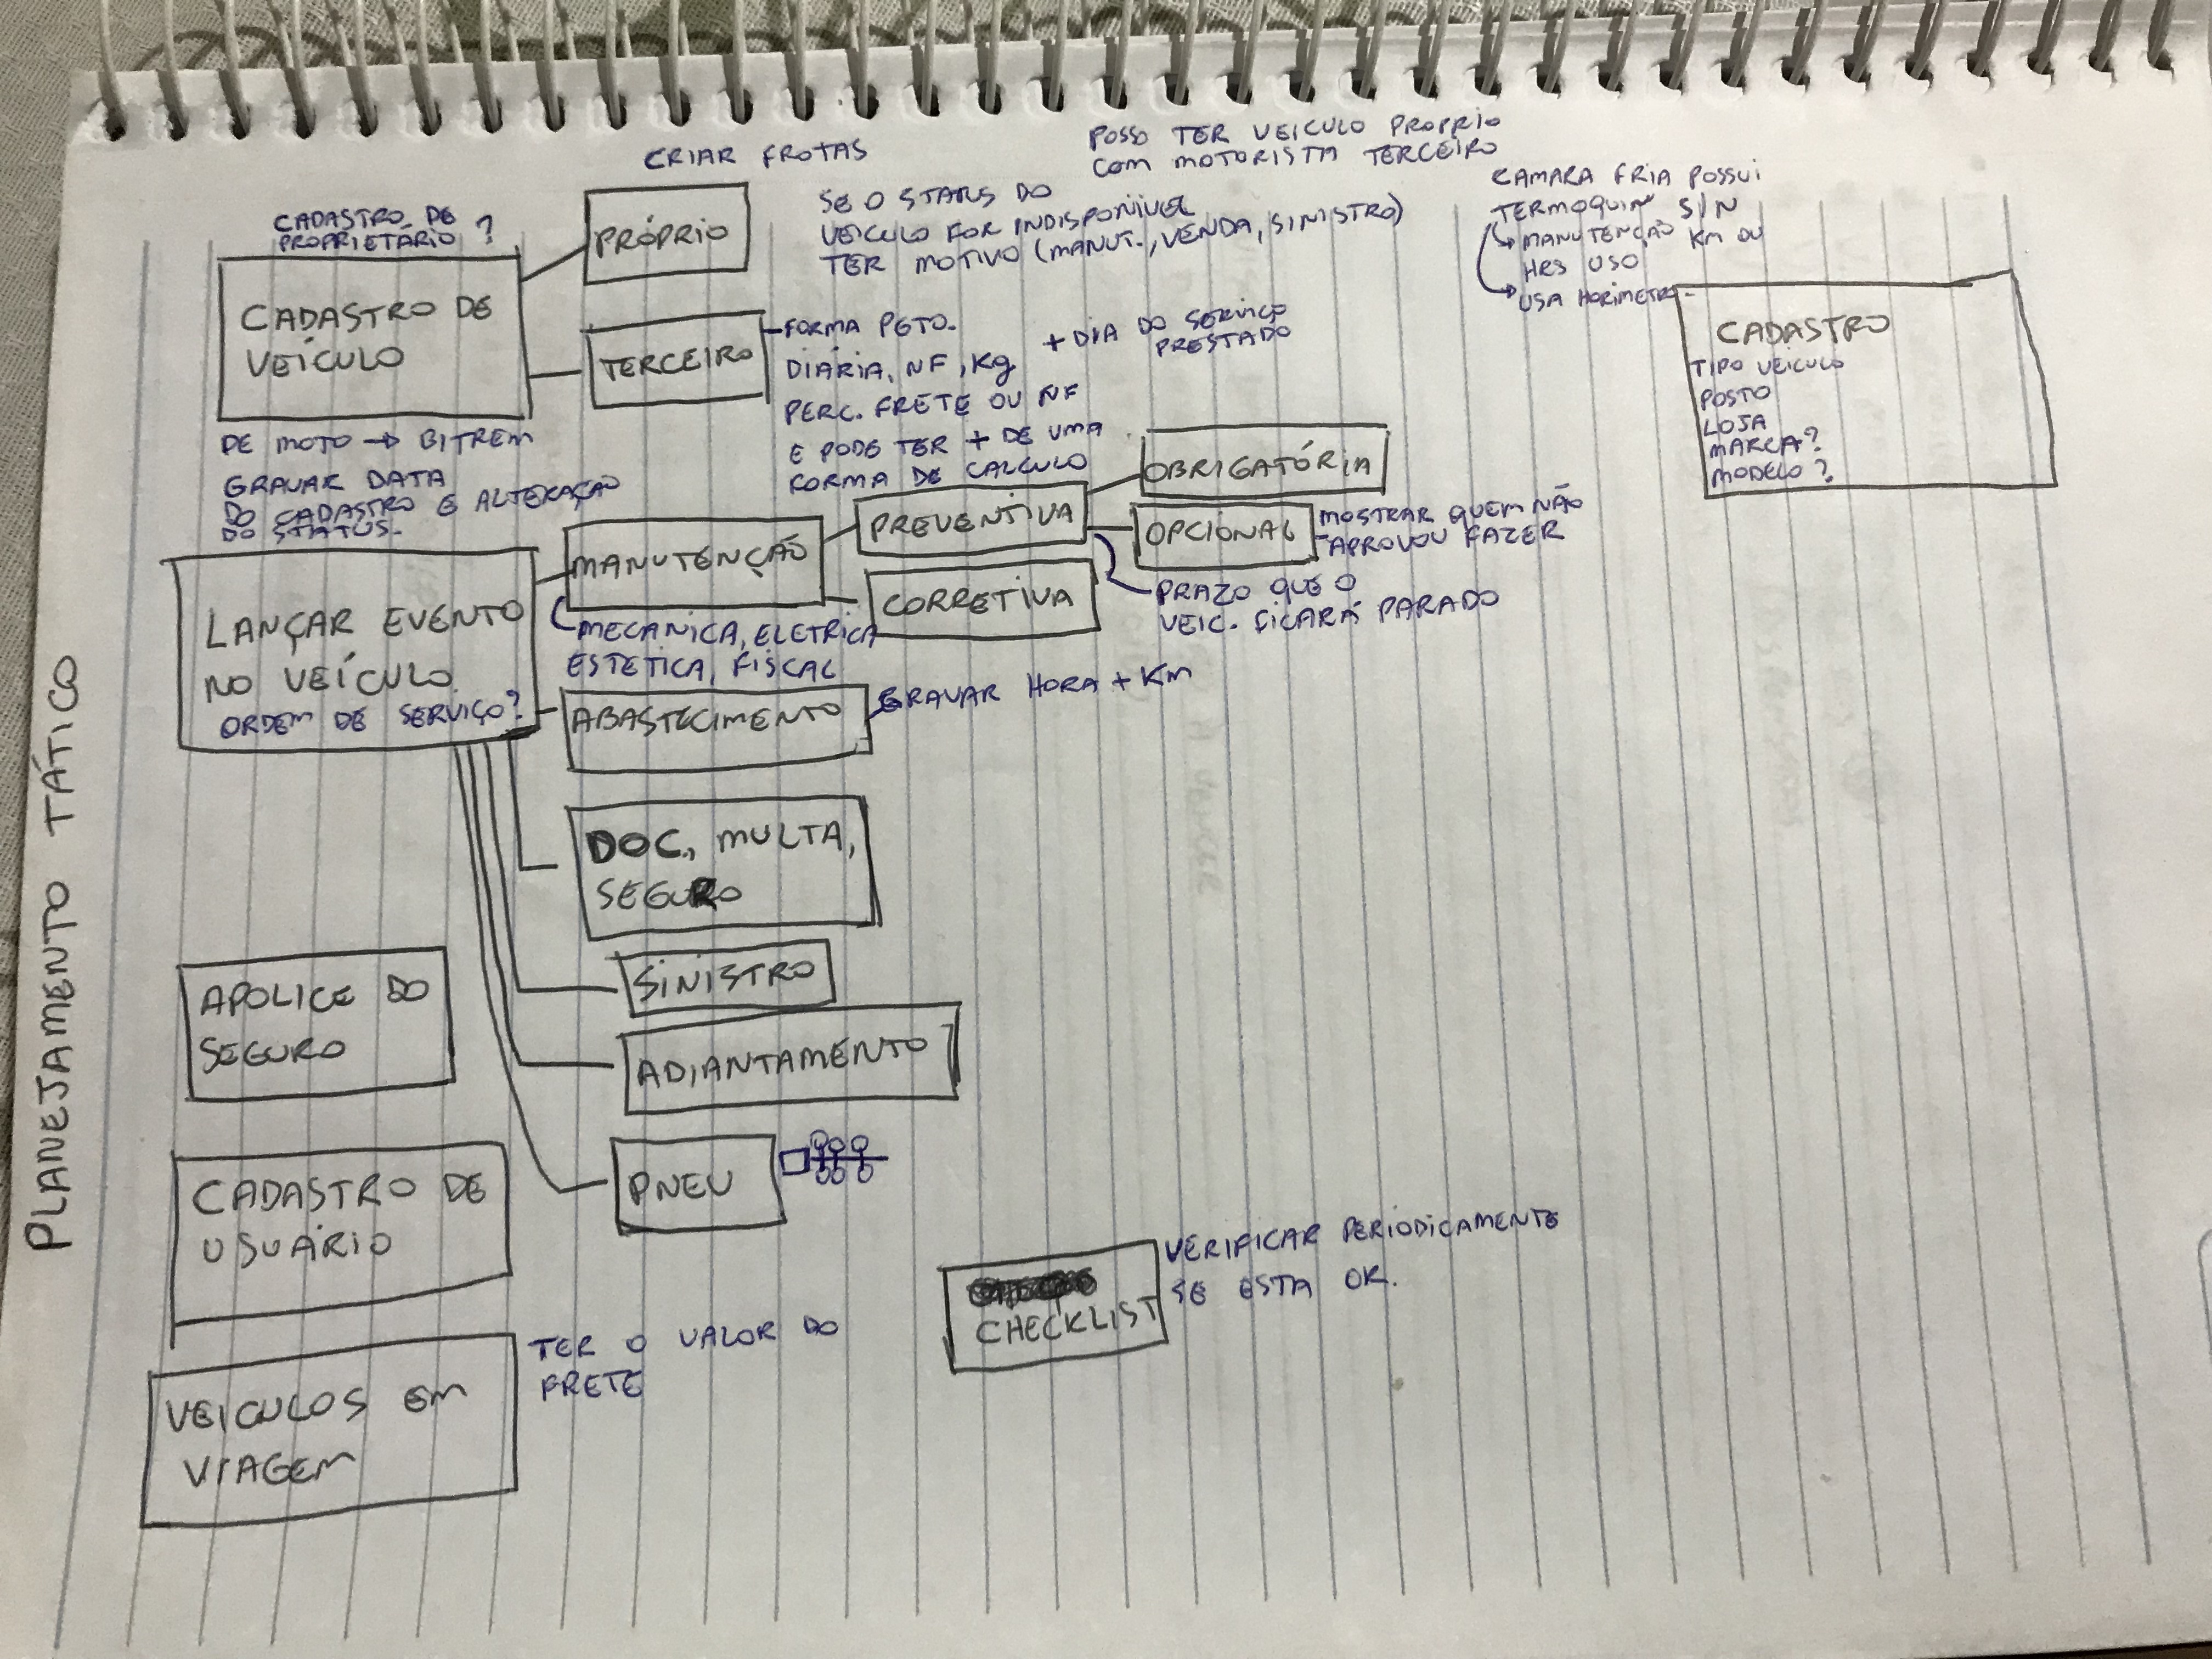 PLANEJAMENTO TÁTICO
CRIAR FROTAS
POSSO TER VEICULO PROPRIO
COM MOTORISTA TERCEIRO
CADASTRO DE
PROPRIETÁRIO ?
CADASTRO DE
VEÍCULO
PRÓPRIO
TERCEIRO
SE O STATUS DO
VEICULO FOR INDISPONIVEL
TER MOTIVO (MANUT., VENDA, SINISTRO)
CAMARA FRIA POSSUI
TERMOQUIN S/N
MANUTENÇÃO KM OU
HRS USO
USA HORIMETRO
FORMA PGTO.
DIÁRIA, NF, Kg
PERC. FRETE OU NF
E PODE TER + DE UMA
FORMA DE CALCULO
+ DIA DO SERVIÇO
PRESTADO
CADASTRO
TIPO VEICULO
POSTO
LOJA
MARCA?
MODELO?
DE MOTO → BITREM
GRAVAR DATA
DO CADASTRO E ALTERAÇÃO
DO STATUS.
LANÇAR EVENTO
NO VEÍCULO
ORDEM DE SERVIÇO?
MANUTENÇÃO
PREVENTIVA
OBRIGATÓRIA
OPCIONAL
MOSTRAR QUEM NÃO
APROVOU FAZER
CORRETIVA
PRAZO QUE O
VEIC. FICARÁ PARADO
MECANICA, ELETRICA
ESTETICA, FISCAL
ABASTECIMENTO
GRAVAR HORA + KM
DOC., MULTA,
SEGURO
SINISTRO
ADIANTAMENTO
PNEU
APOLICE DO
SEGURO
CADASTRO DE
USUÁRIO
VEICULOS EM
VIAGEM
TER O VALOR DO
FRETE
CHECKLIST
VERIFICAR PERIODICAMENTE
SE ESTA OK.